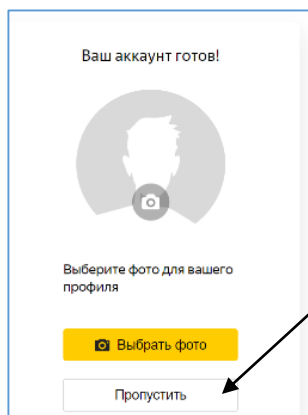 Ваш аккаунт готов!
Выберите фото для вашего
профиля
Выбрать фото
Пропустить